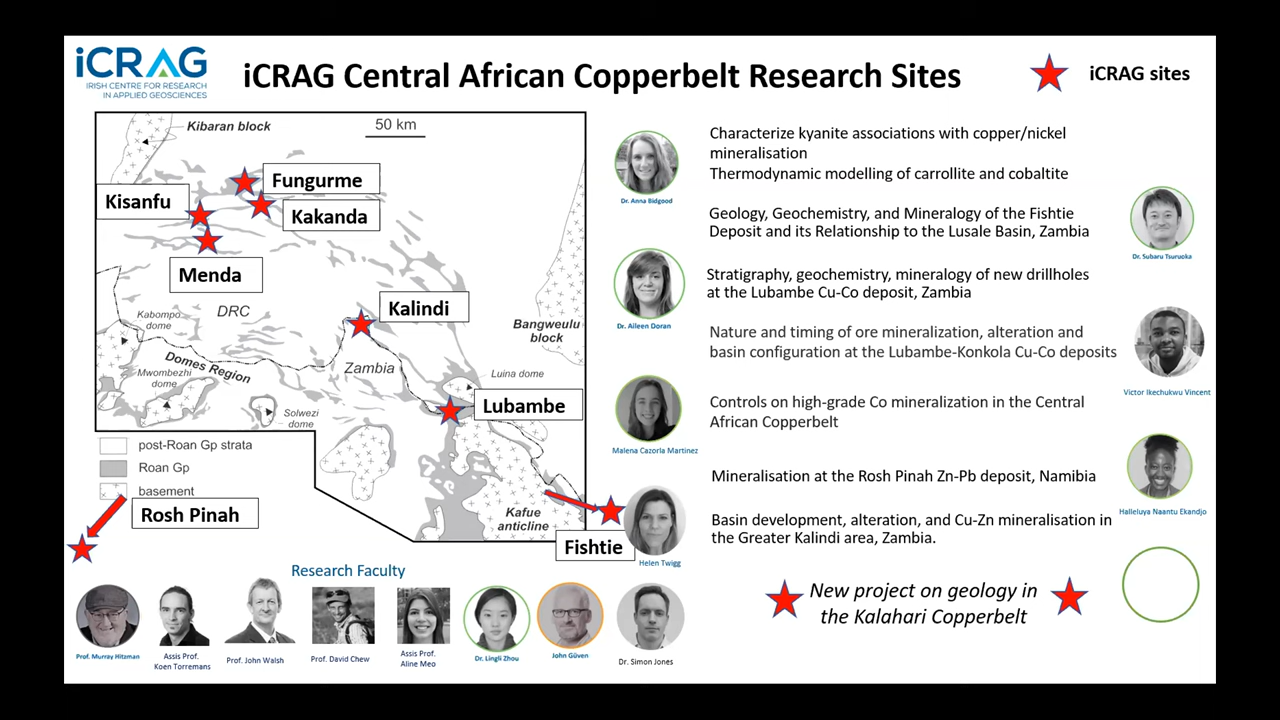 iCRAG
IRISH CENTRE FOR RESEARCH
IN APPLIED GEOSCIENCES
iCRAG Central African Copperbelt Research Sites
iCRAG sites
Kibaran block
50 km
Fungurme
Kisanfu
Kakanda
Menda
DRC
Kalindi
Kabompo
dome
Bangweulu
block
Domes Region
Zambia
Mwombezhi
dome
Luina dome
Lubambe
Solwezi
dome
post-Roan Gp strata
Roan Gp
basement
Rosh Pinah
Kafue
anticline
Fishtie
Characterize kyanite associations with copper/nickel
mineralisation
Thermodynamic modelling of carrollite and cobaltite
Dr. Anna Bidgood
Geology, Geochemistry, and Mineralogy of the Fishtie
Deposit and its Relationship to the Lusale Basin, Zambia
Dr. Subaru Tsuruoka
Stratigraphy, geochemistry, mineralogy of new drillholes
at the Lubambe Cu-Co deposit, Zambia
Dr. Aileen Doran
Nature and timing of ore mineralization, alteration and
basin configuration at the Lubambe-Konkola Cu-Co deposits
Victor Ikechukwu Vincent
Controls on high-grade Co mineralization in the Central
African Copperbelt
Malena Cazorla Martinez
Mineralisation at the Rosh Pinah Zn-Pb deposit, Namibia
Halleluya Naantu Ekandjo
Basin development, alteration, and Cu-Zn mineralisation in
the Greater Kalindi area, Zambia.
Helen Twigg
New project on geology in
the Kalahari Copperbelt
Research Faculty
Prof. Murray Hitzman
Assis Prof.
Koen Torremans
Prof. John Walsh
Prof. David Chew
Assis Prof.
Aline Meo
Dr. Lingli Zhou
John Güven
Dr. Simon Jones